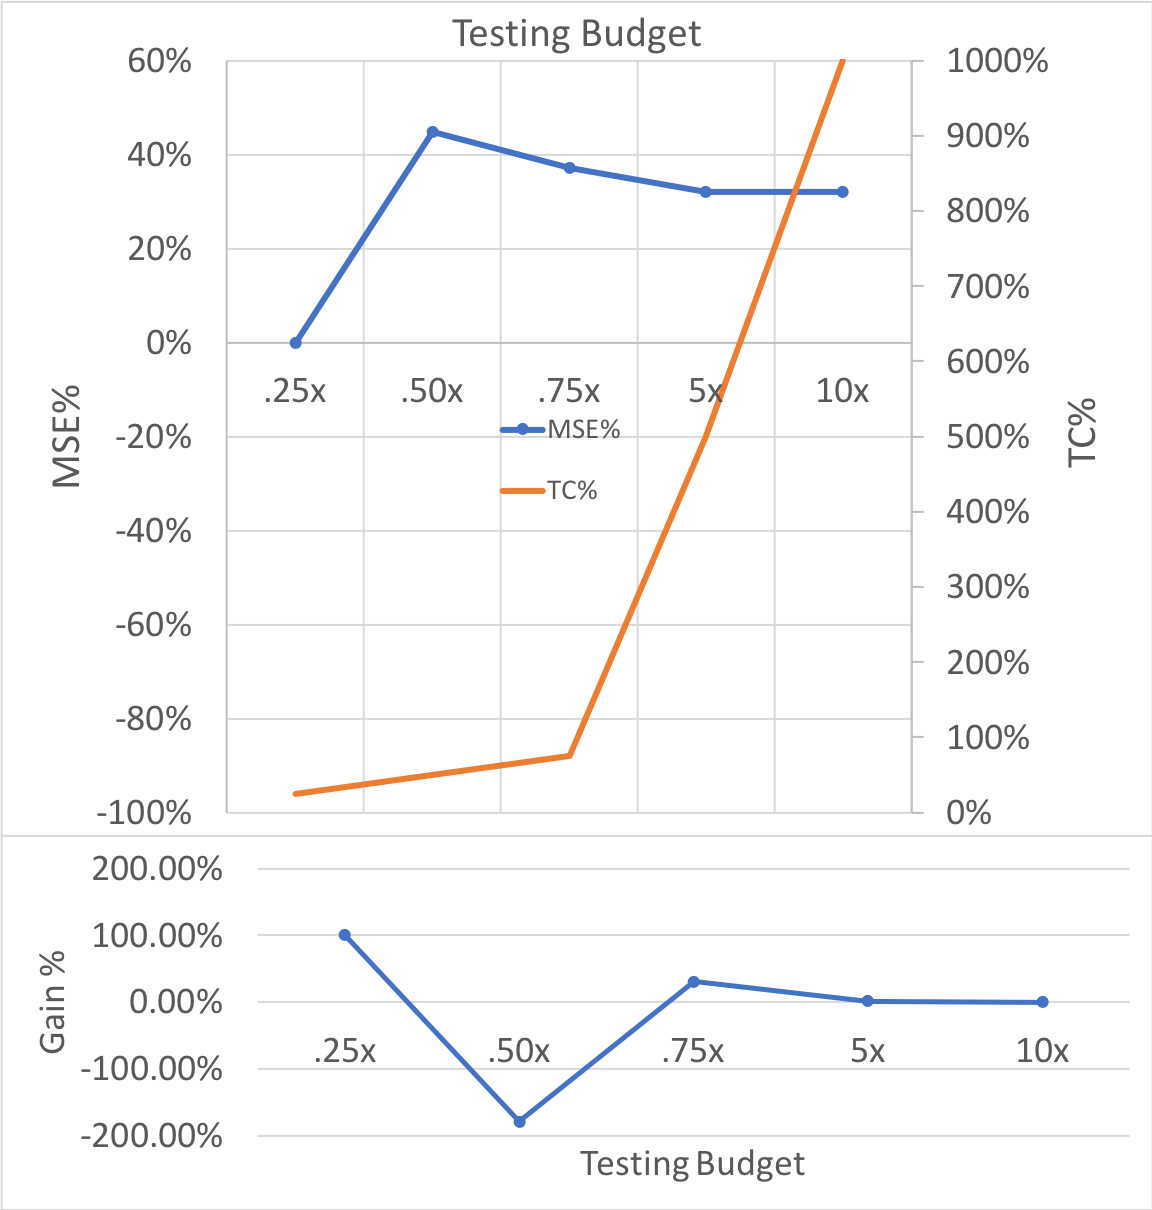 Testing Budget
60%
40%
20%
0%
-20%
-40%
-60%
-80%
-100%
MSE%
1000%
900%
800%
700%
600%
500%
400%
300%
200%
100%
0%
TC%
.25x .50x .75x 5x 10x
MSE%
TC%
200.00%
100.00%
0.00%
-100.00%
-200.00%
Gain %
.25x .50x .75x 5x 10x
Testing Budget